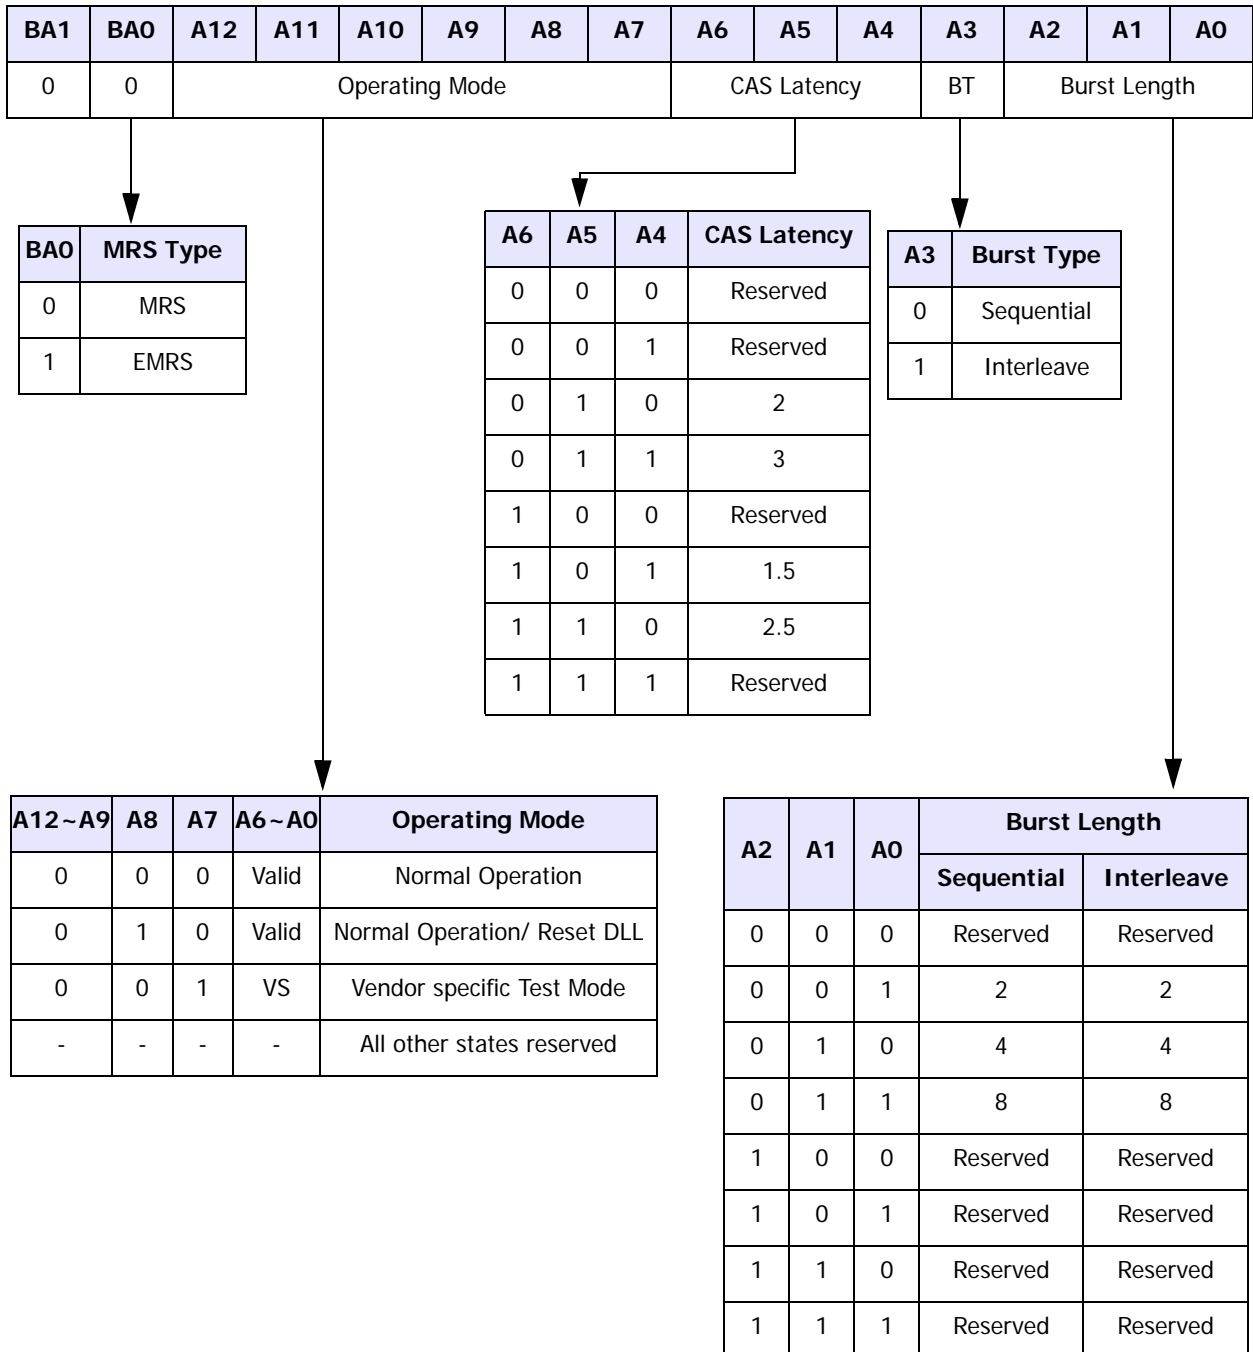 BA1 BA0 A12 A11 A10 A9 A8 A7 A6 A5 A4 A3 A2 A1 A0
0 0 Operating Mode CAS Latency BT Burst Length
BA0 MRS Type
0 MRS
1 EMRS
A6 A5 A4 CAS Latency
0 0 0 Reserved
0 0 1 Reserved
0 1 0 2
0 1 1 3
1 0 0 Reserved
1 0 1 1.5
1 1 0 2.5
1 1 1 Reserved
A3 Burst Type
0 Sequential
1 Interleave
A12~A9 A8 A7 A6~A0 Operating Mode
0 0 0 Valid Normal Operation
0 1 0 Valid Normal Operation/ Reset DLL
0 0 1 VS Vendor specific Test Mode
- - - - All other states reserved
A2 A1 A0 Burst Length
Sequential Interleave
0 0 0 Reserved Reserved
0 0 1 2 2
0 1 0 4 4
0 1 1 8 8
1 0 0 Reserved Reserved
1 0 1 Reserved Reserved
1 1 0 Reserved Reserved
1 1 1 Reserved Reserved